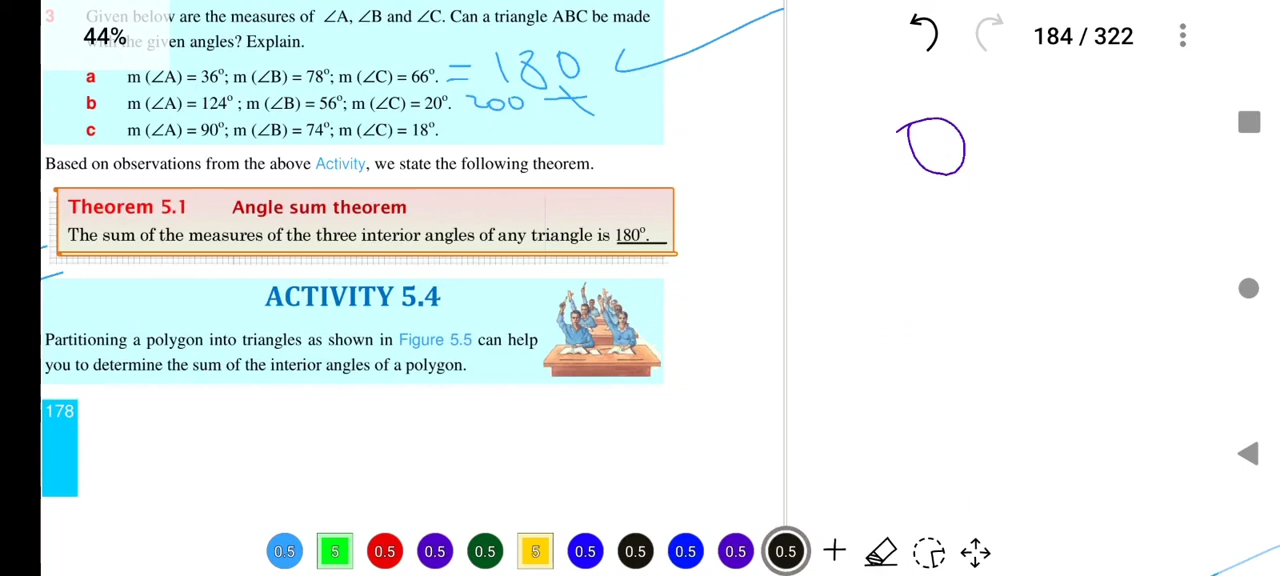 3 Given below are the measures of ∠A, ∠B and ∠C. Can a triangle ABC be made
44% the given angles? Explain.
a m (∠A) = 36°; m (∠B) = 78°; m (∠C) = 66°. = 180
b m (∠A) = 124° ; m (∠B) = 56°; m (∠C) = 20°. 200 ×
c m (∠A) = 90°; m (∠B) = 74°; m (∠C) = 18°.
Based on observations from the above Activity, we state the following theorem.
Theorem 5.1 Angle sum theorem
The sum of the measures of the three interior angles of any triangle is 180°.
ACTIVITY 5.4
Partitioning a polygon into triangles as shown in Figure 5.5 can help
you to determine the sum of the interior angles of a polygon.
178
184 / 322
0.5 5 0.5 0.5 0.5 5 0.5 0.5 0.5 0.5 0.5